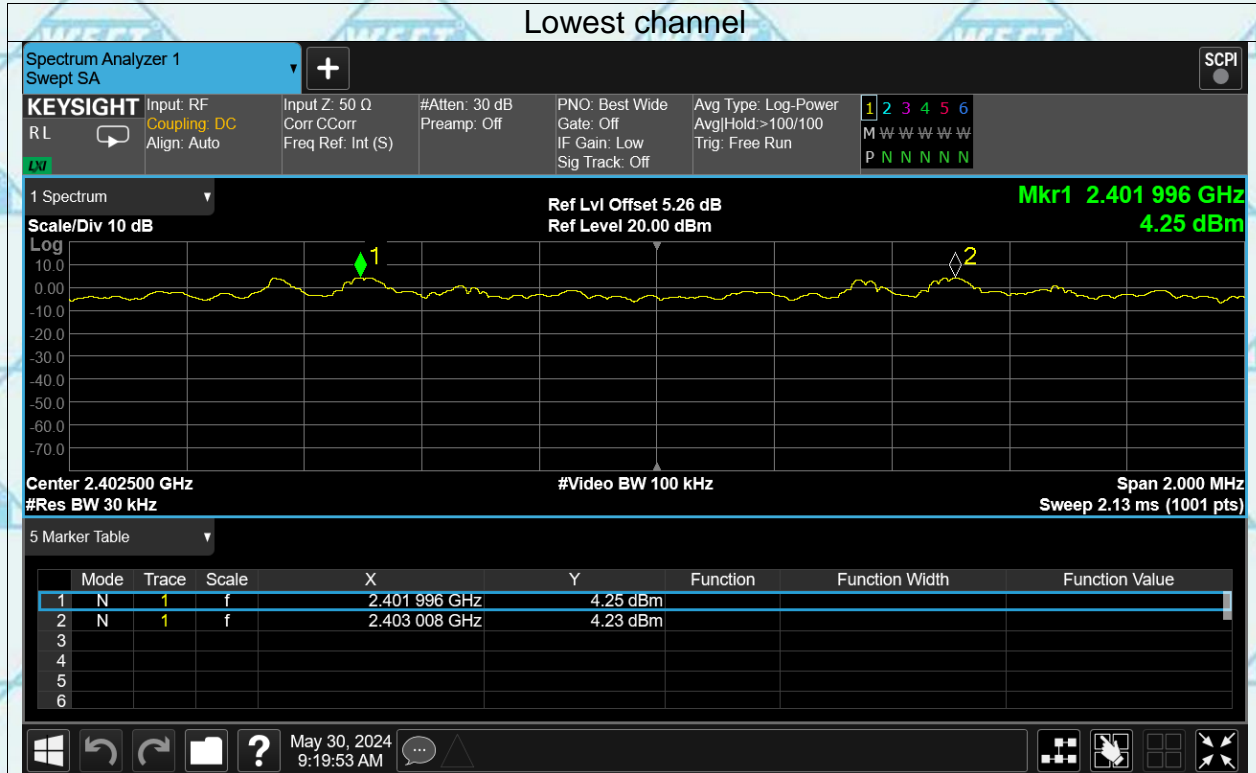 Lowest channel
Spectrum Analyzer 1
Swept SA
SCPI
KEYSIGHT Input: RF Input Z: 50 Ω #Atten: 30 dB PNO: Best Wide Avg Type: Log-Power 1 2 3 4 5 6
RL Coupling: DC Corr CCorr Preamp: Off Gate: Off Avg|Hold:>100/100 M W W W W W
Align: Auto Freq Ref: Int (S) IF Gain: Low Trig: Free Run P N N N N N
LXI Sig Track: Off
1 Spectrum Ref Lvl Offset 5.26 dB Mkr1 2.401 996 GHz
Scale/Div 10 dB Ref Level 20.00 dBm 4.25 dBm
Log
1 2
10.0
0.00
-10.0
-20.0
-30.0
-40.0
-50.0
-60.0
-70.0
Center 2.402500 GHz #Video BW 100 kHz Span 2.000 MHz
#Res BW 30 kHz Sweep 2.13 ms (1001 pts)
5 Marker Table
Mode Trace Scale X Y Function Function Width Function Value
1 N 1 f 2.401 996 GHz 4.25 dBm
2 N 1 f 2.403 008 GHz 4.23 dBm
3
4
5
6
? May 30, 2024
9:19:53 AM